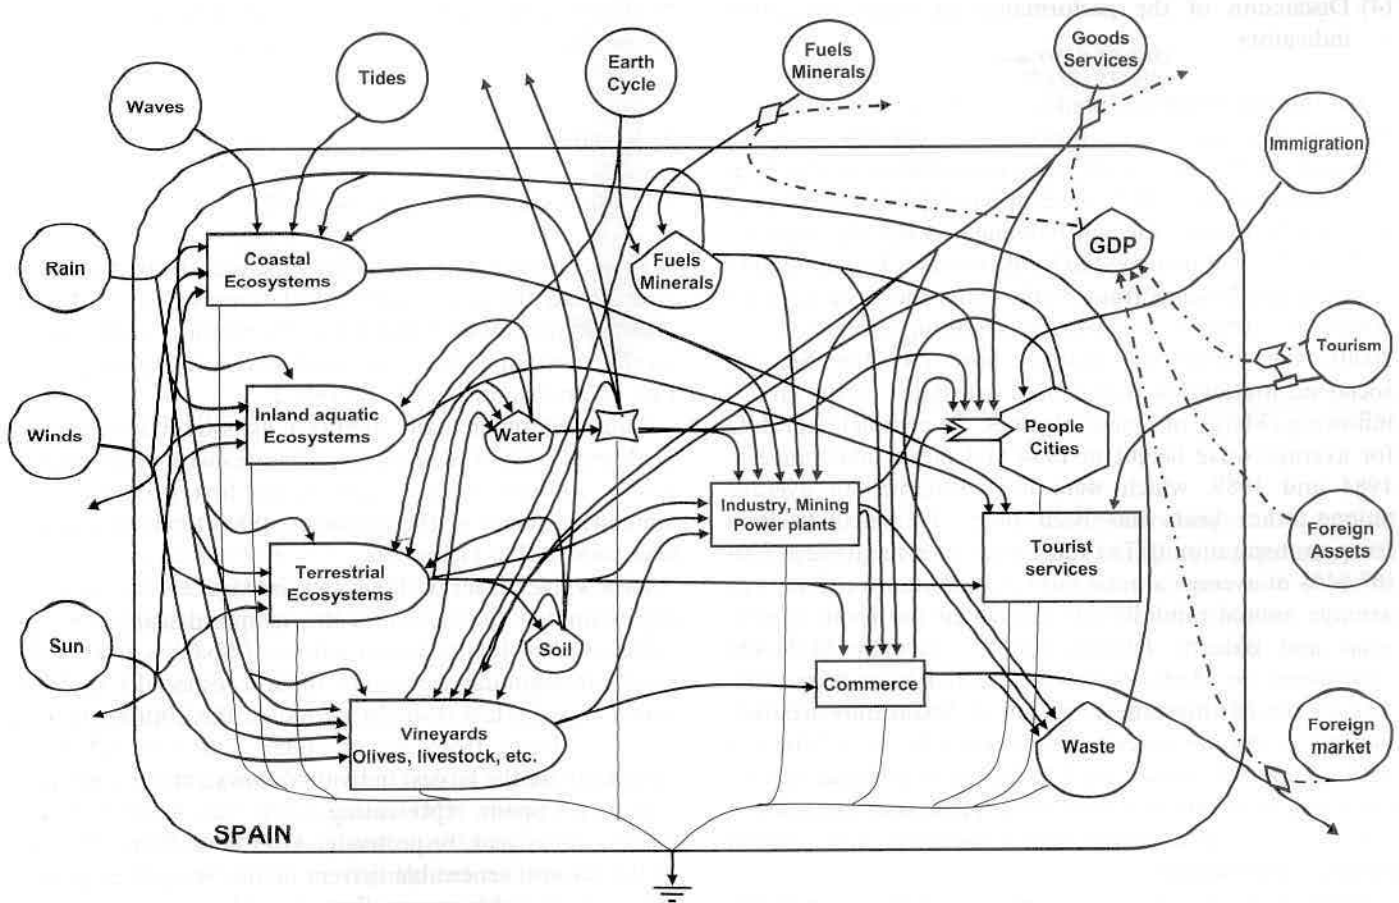 Waves
Tides
Earth
Cycle
Fuels
Minerals
Goods
Services
Immigration
Rain
Coastal
Ecosystems
Fuels
Minerals
GDP
Tourism
Winds
Inland aquatic
Ecosystems
Water
People
Cities
Industry, Mining
Power plants
Tourist
services
Foreign
Assets
Terrestrial
Ecosystems
Sun
Soil
Commerce
Vineyards
Olives, livestock, etc.
Waste
Foreign
market
SPAIN